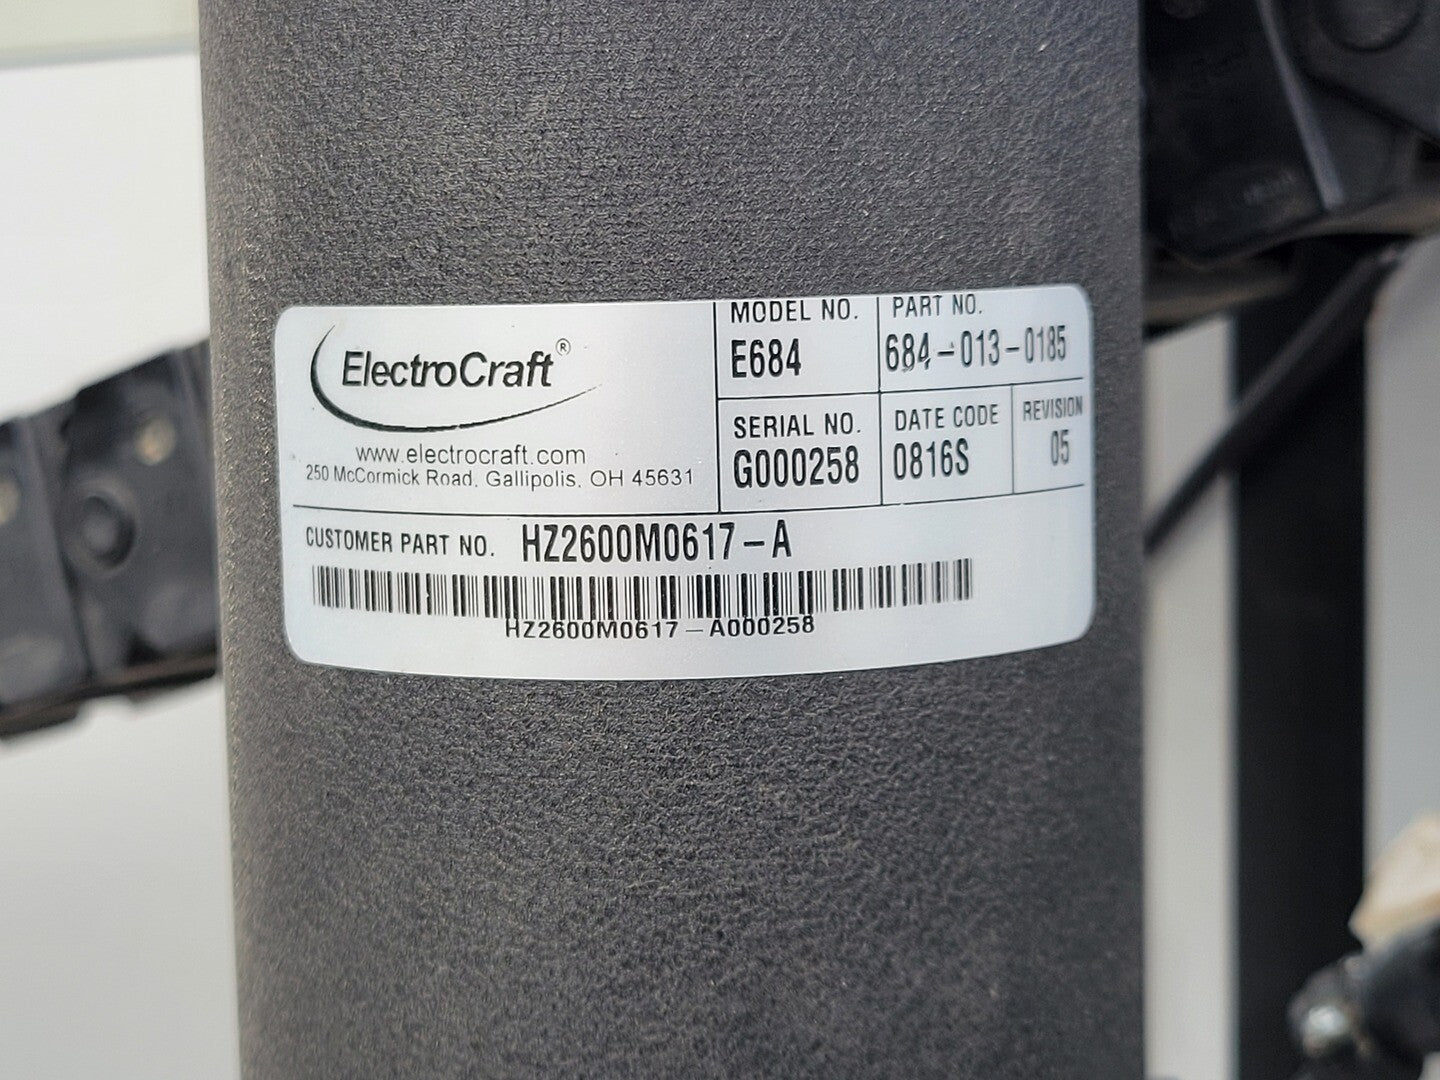 ElectroCraft®
www.electrocraft.com
250 McCormick Road, Gallipolis, OH 45631
MODEL NO.
E684
PART NO.
684-013-0185
SERIAL NO.
G000258
DATE CODE
0816S
REVISION
05
CUSTOMER PART NO. HZ2600M0617-A
HZ2600M0617-A000258